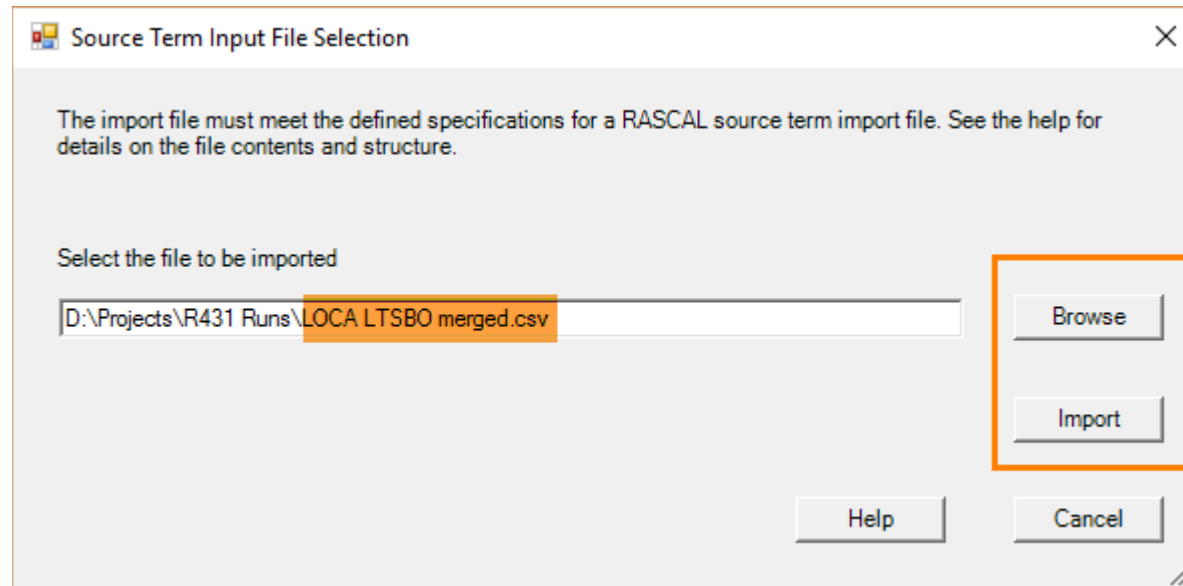 Source Term Input File Selection
The import file must meet the defined specifications for a RASCAL source term import file. See the help for
details on the file contents and structure.
Select the file to be imported
D:\Projects\R431 Runs\LOCA LTSBO merged.csv
Browse
Import
Help
Cancel